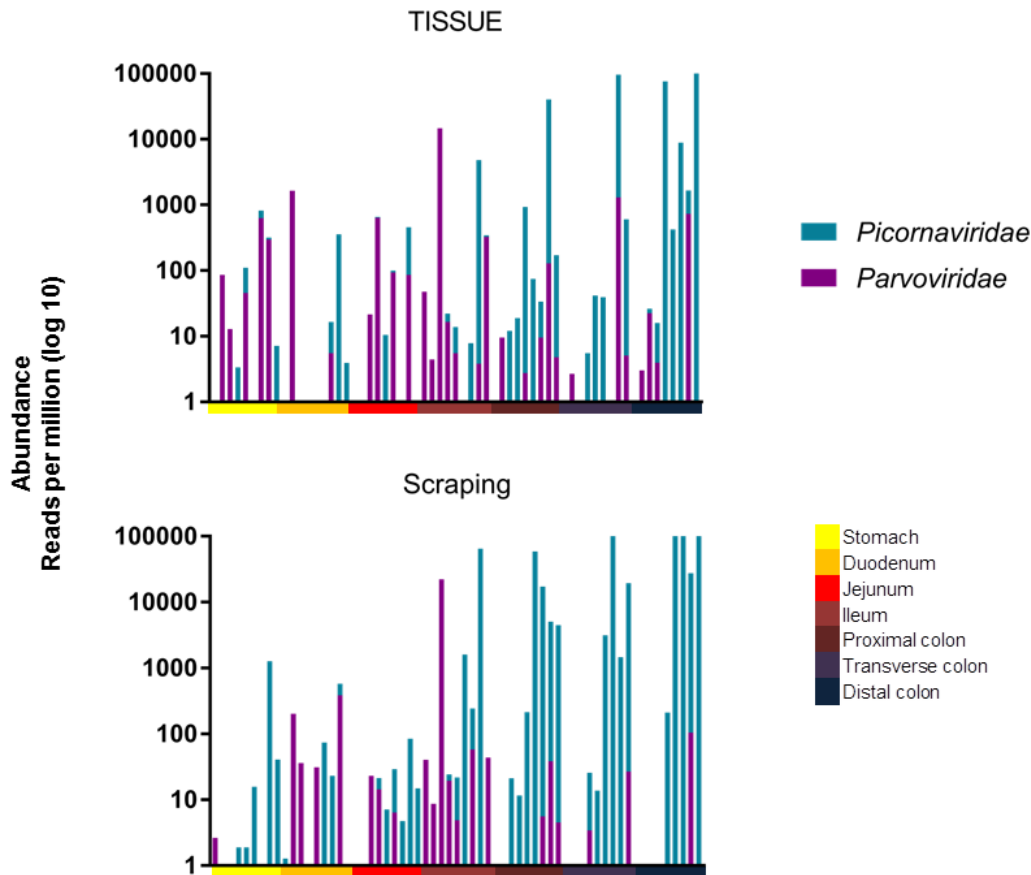 TISSUE
100000
10000
1000
100
10
1
Picornaviridae
Parvoviridae
Abundance
Reads per million (log 10)
Scraping
100000
10000
1000
100
10
1
Stomach
Duodenum
Jejunum
Ileum
Proximal colon
Transverse colon
Distal colon